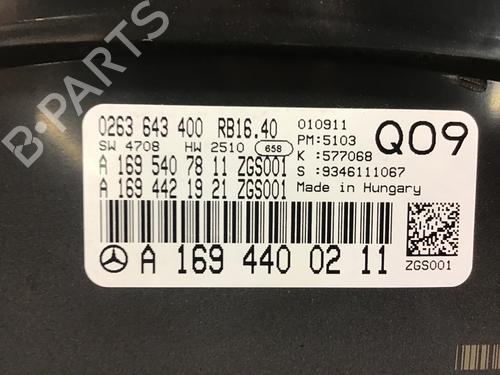 0263 643 400 RB16.40 010911
SW 4708 HW 2510 658 PM:5103 Q09
A 169 540 78 11 ZGS001 K :577068
A 169 442 19 21 ZGS001 S :9346111067
Made in Hungary
A 169 440 02 11
ZGS001
B-PARTS